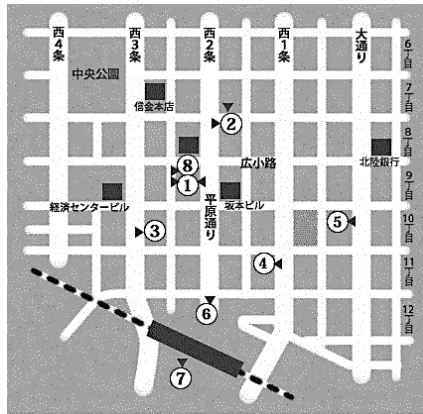 西4条
西3条
西2条
西1条
大通り
6丁目
中央公園
7丁目
信金本店
②
8丁目
⑧
広小路
北陸銀行
①
9丁目
経済センタービル
平原通り
坂本ビル
③
⑤
10丁目
④
11丁目
⑥
12丁目
⑦